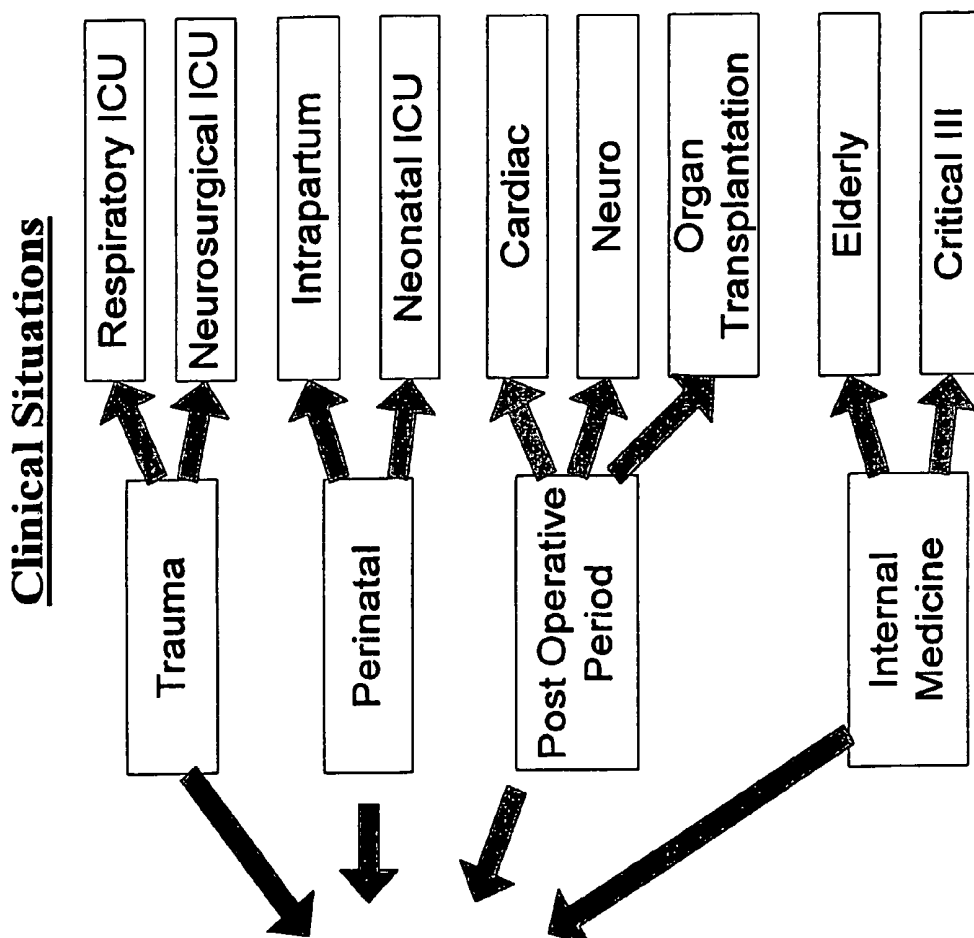 Clinical Situations
Trauma
Respiratory ICU
Neurosurgical ICU
Perinatal
Intrapartum
Neonatal ICU
Post Operative
Period
Cardiac
Neuro
Organ
Transplantation
Internal
Medicine
Elderly
Critical III